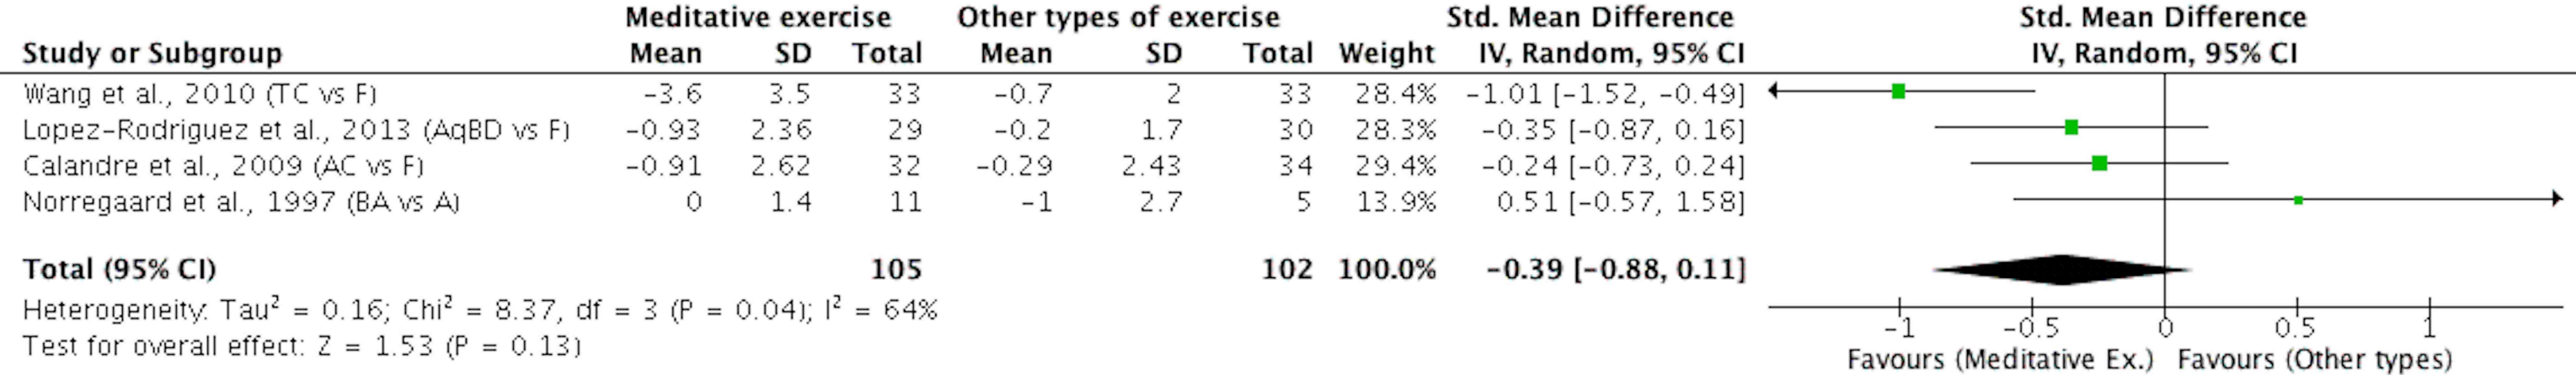 Meditative exercise Other types of exercise Std. Mean Difference Std. Mean Difference
Study or Subgroup Mean SD Total Mean SD Total Weight IV, Random, 95% CI IV, Random, 95% CI
Wang et al., 2010 (TC vs F) −3.6 3.5 33 −0.7 2 33 28.4% −1.01 [−1.52, −0.49]
Lopez–Rodriguez et al., 2013 (AqBD vs F) −0.93 2.36 29 −0.2 1.7 30 28.3% −0.35 [−0.87, 0.16]
Calandre et al., 2009 (AC vs F) −0.91 2.62 32 −0.29 2.43 34 29.4% −0.24 [−0.73, 0.24]
Norregaard et al., 1997 (BA vs A) 0 1.4 11 −1 2.7 5 13.9% 0.51 [−0.57, 1.58]
Total (95% CI) 105 102 100.0% −0.39 [−0.88, 0.11]
Heterogeneity: Tau² = 0.16; Chi² = 8.37, df = 3 (P = 0.04); I² = 64%
Test for overall effect: Z = 1.53 (P = 0.13)
−1 −0.5 0 0.5 1
Favours (Meditative Ex.) Favours (Other types)